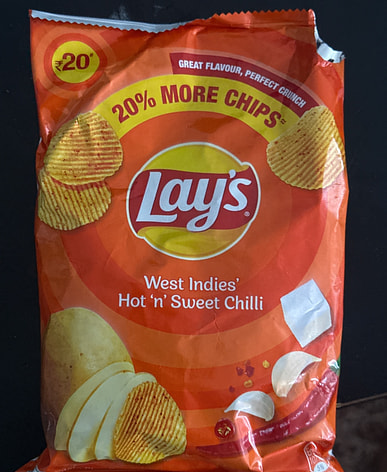 ₹20*
GREAT FLAVOUR, PERFECT CRUNCH
20% MORE CHIPS#=
Lay's®
West Indies'
Hot 'n' Sweet Chilli